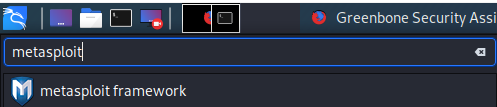 Greenbone Security Assi
metasploit
metasploit framework